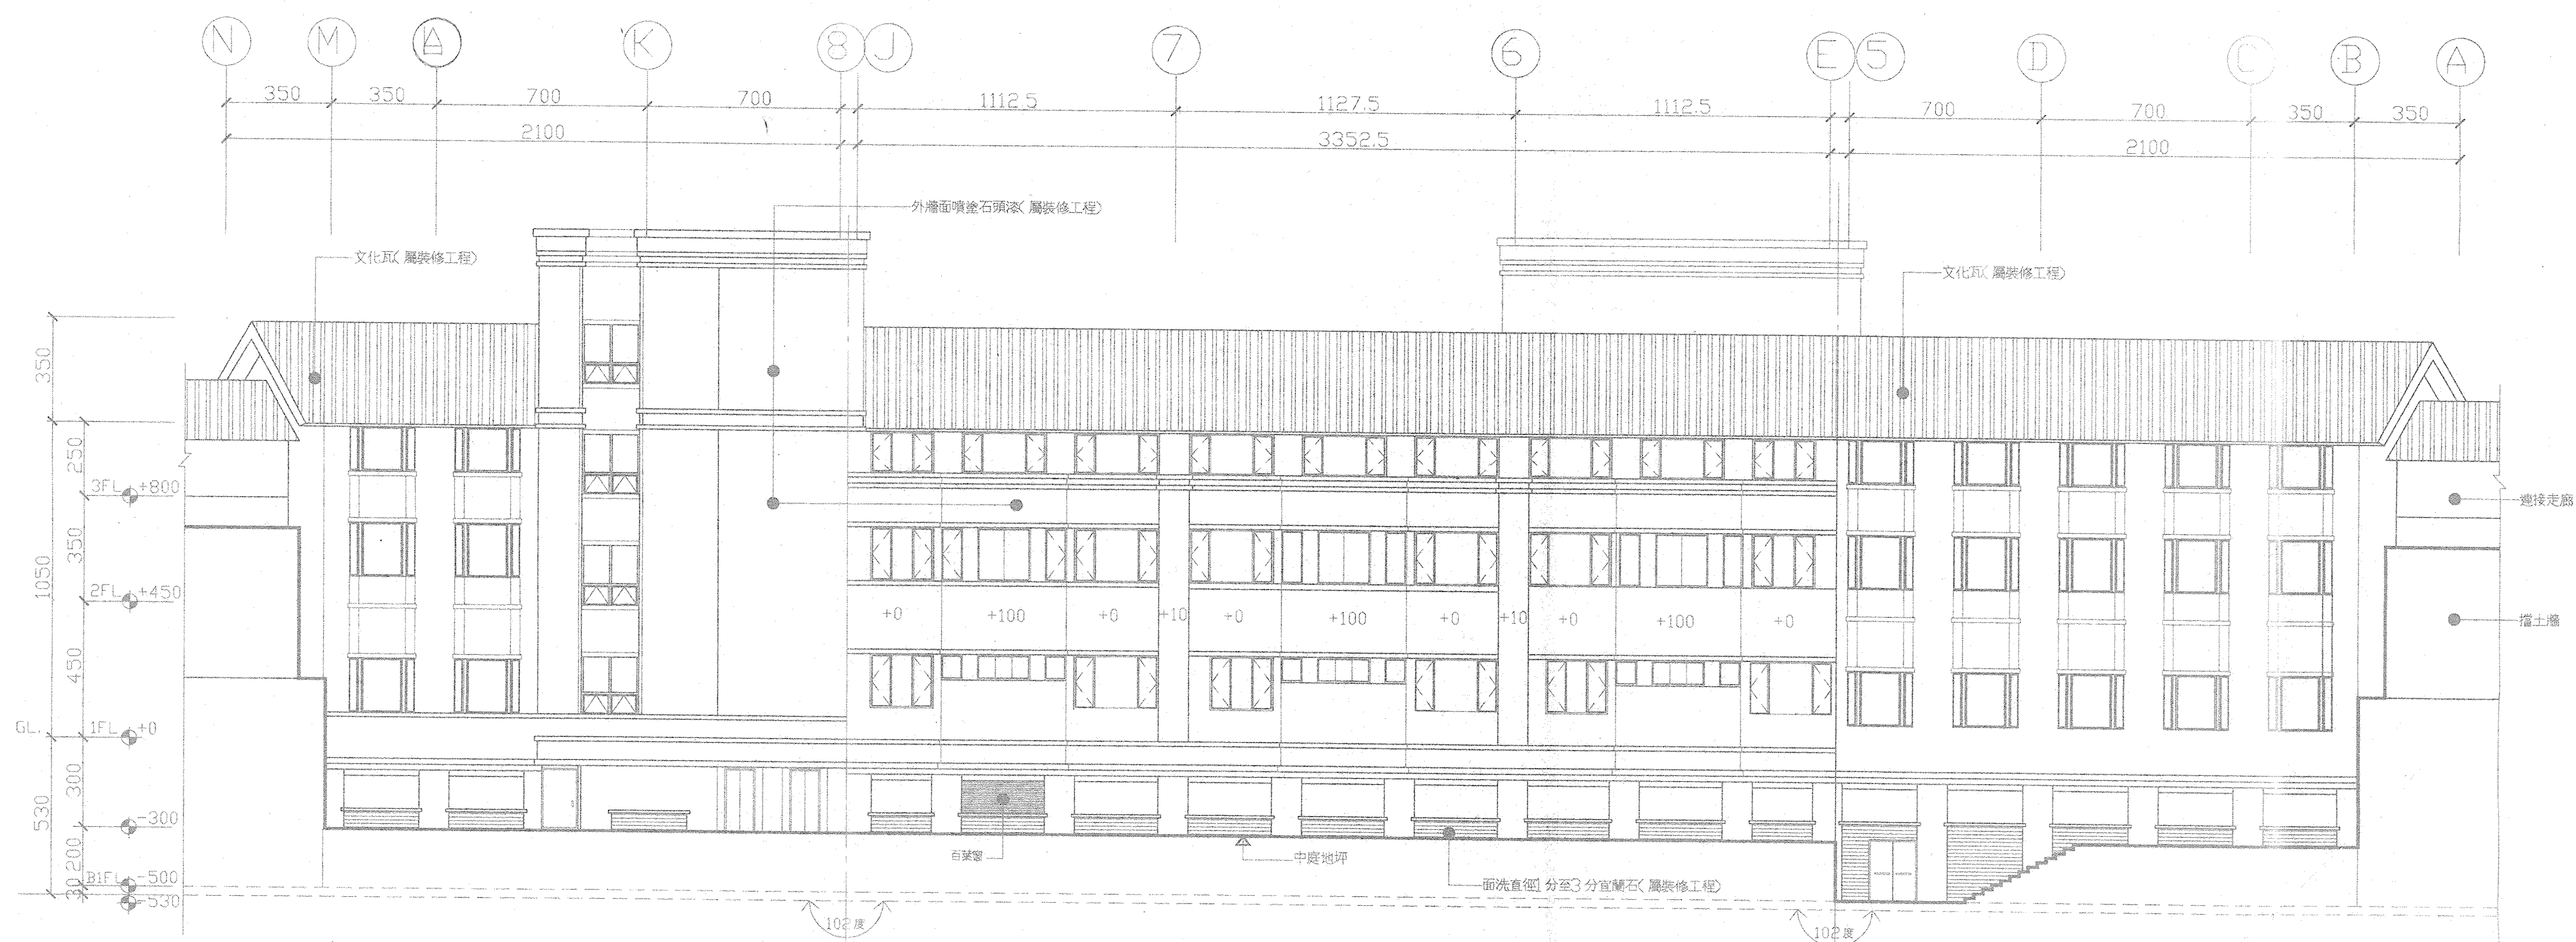 N M A K 8 J 7 6 E 5 D C B A
350 350 700 700 1112.5 1127.5 1112.5 700 700 350 350
2100 3352.5 2100
外牆面噴塗石頭漆(屬裝修工程)
文化瓦(屬裝修工程)
文化瓦(屬裝修工程)
350
250
3FL +800
連接走廊
350
1050
2FL +450
+0 +100 +0 +10 +0 +100 +0 +10 +0 +100 +0
擋土牆
450
GL. 1FL +0
300
530
-300
200
百葉窗
中庭地坪
B1FL -500
面洗直徑1分至3分宜蘭石(屬裝修工程)
30
-530
102度
102度